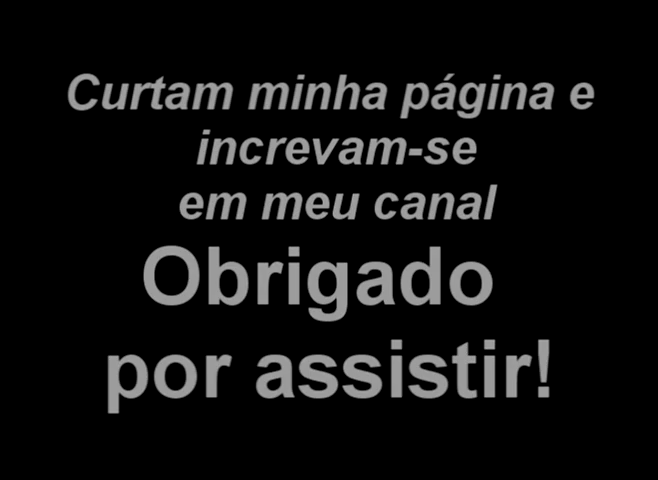 Curtam minha página e
increvam-se
em meu canal
Obrigado
por assistir!